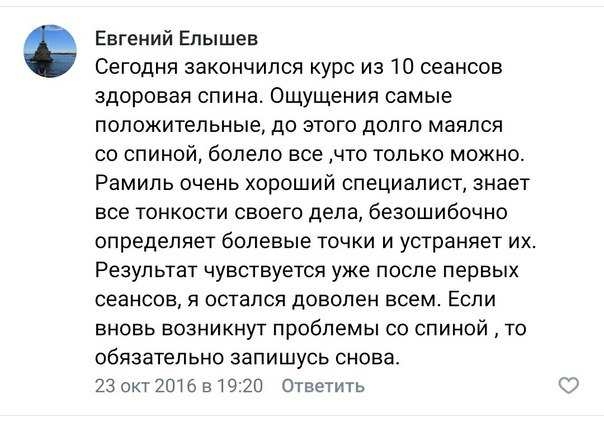 Евгений Елышев
Сегодня закончился курс из 10 сеансов
здоровая спина. Ощущения самые
положительные, до этого долго маялся
со спиной, болело все ,что только можно.
Рамиль очень хороший специалист, знает
все тонкости своего дела, безошибочно
определяет болевые точки и устраняет их.
Результат чувствуется уже после первых
сеансов, я остался доволен всем. Если
вновь возникнут проблемы со спиной , то
обязательно запишусь снова.
23 окт 2016 в 19:20 Ответить